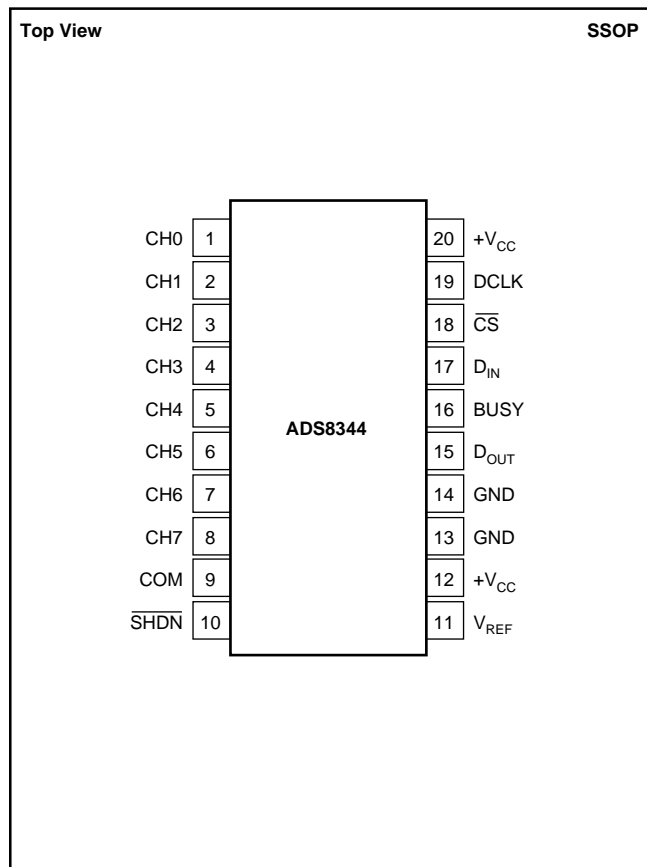 Top View SSOP
CH0 1 20 +VCC
CH1 2 19 DCLK
CH2 3 18 C̅S̅
CH3 4 17 DIN
CH4 5 16 BUSY
ADS8344
CH5 6 15 DOUT
CH6 7 14 GND
CH7 8 13 GND
COM 9 12 +VCC
S̅H̅D̅N̅ 10 11 VREF